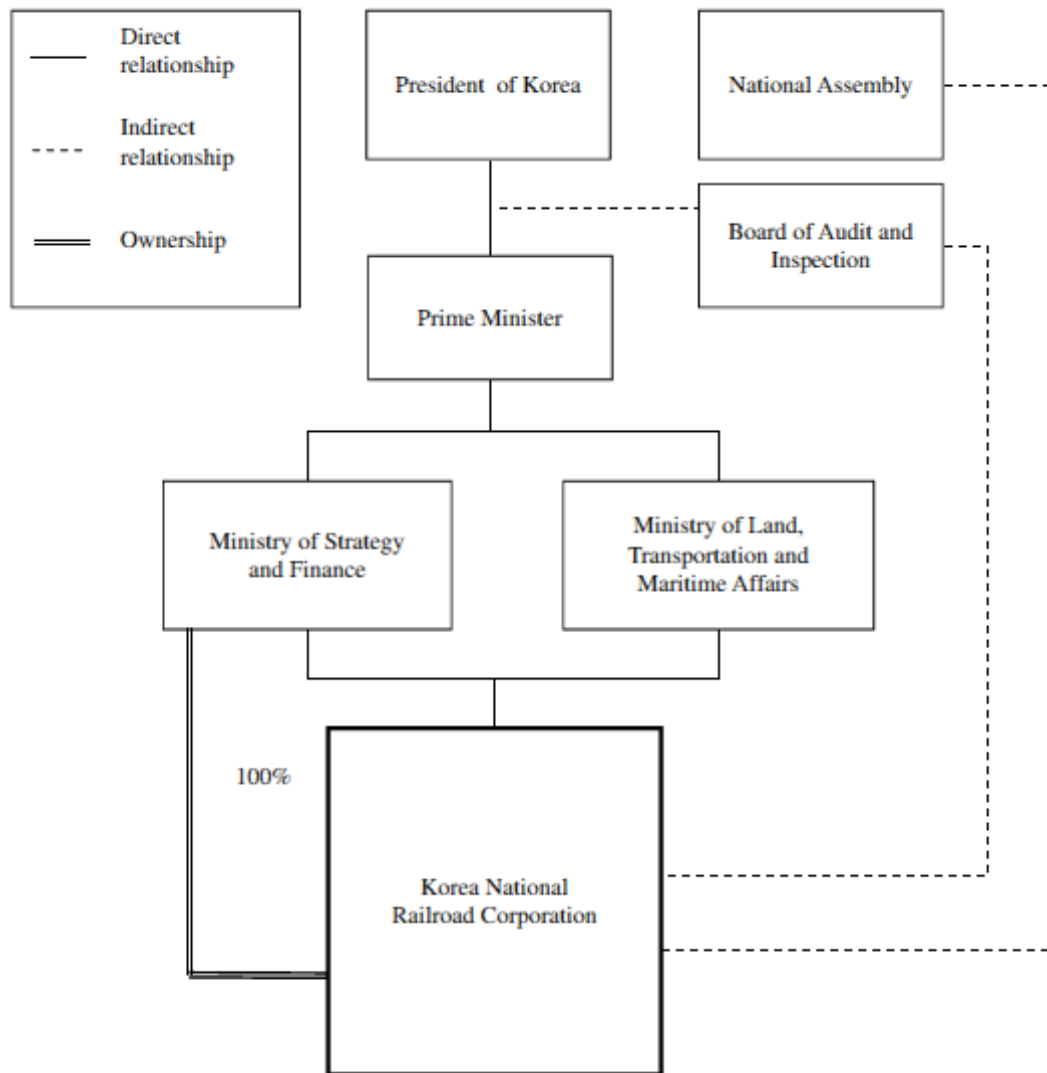 Direct
relationship
Indirect
relationship
Ownership
President of Korea
National Assembly
Board of Audit and
Inspection
Prime Minister
Ministry of Strategy
and Finance
Ministry of Land,
Transportation and
Maritime Affairs
100%
Korea National
Railroad Corporation